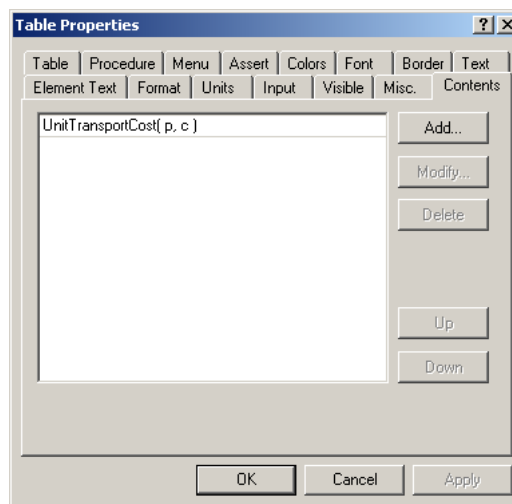 Table Properties
Table Procedure Menu Assert Colors Font Border Text
Element Text Format Units Input Visible Misc. Contents
UnitTransportCost( p, c )
Add...
Modify...
Delete
Up
Down
OK Cancel Apply